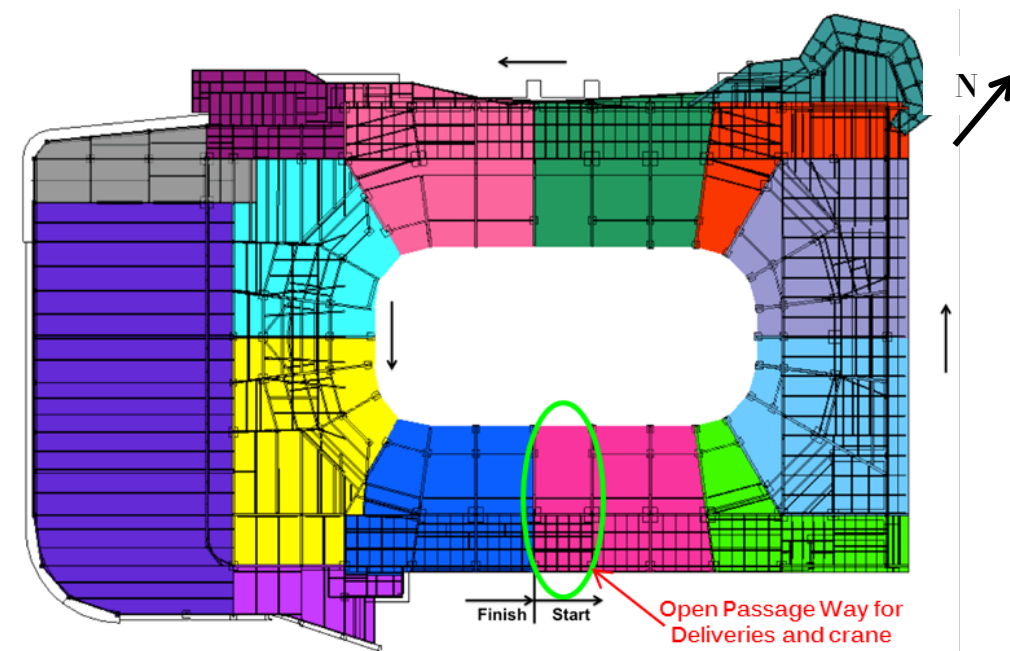 N
Finish
Start
Open Passage Way for
Deliveries and crane